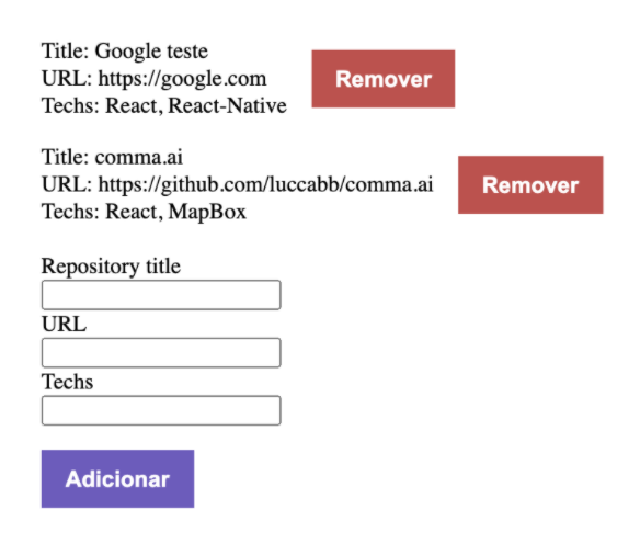 Title: Google teste
URL: https://google.com
Techs: React, React-Native
Remover
Title: comma.ai
URL: https://github.com/luccabb/comma.ai
Techs: React, MapBox
Remover
Repository title
URL
Techs
Adicionar